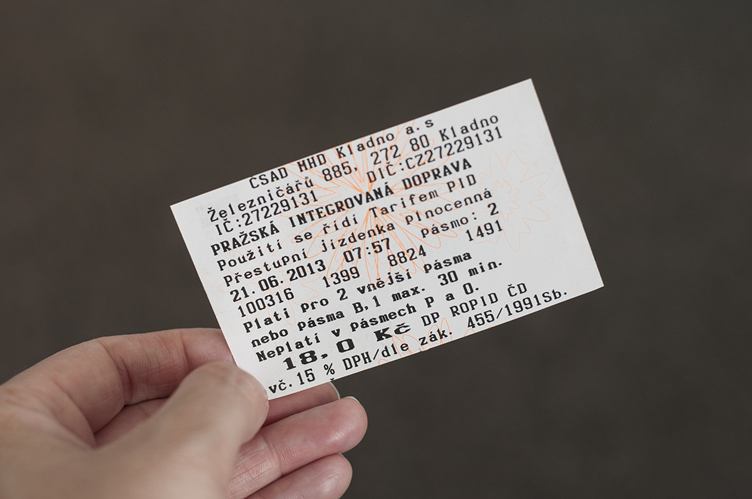 ČSAD MHD Kladno a.s
Železničářů 885, 272 80 Kladno
IČ:27229131 DIČ:CZ27229131
PRAŽSKÁ INTEGROVANÁ DOPRAVA
Použití se řídí Tarifem PID
Přestupní jízdenka Plnocenná
21.06.2013 07:57 Pásmo: 2
100316 1399 8824 1491
Platí pro 2 vnější pásma
nebo pásma B,1 max. 30 min.
Neplatí v pásmech P a 0.
18,0 Kč DP ROPID ČD
vč.15 % DPH/dle zák. 455/1991Sb.